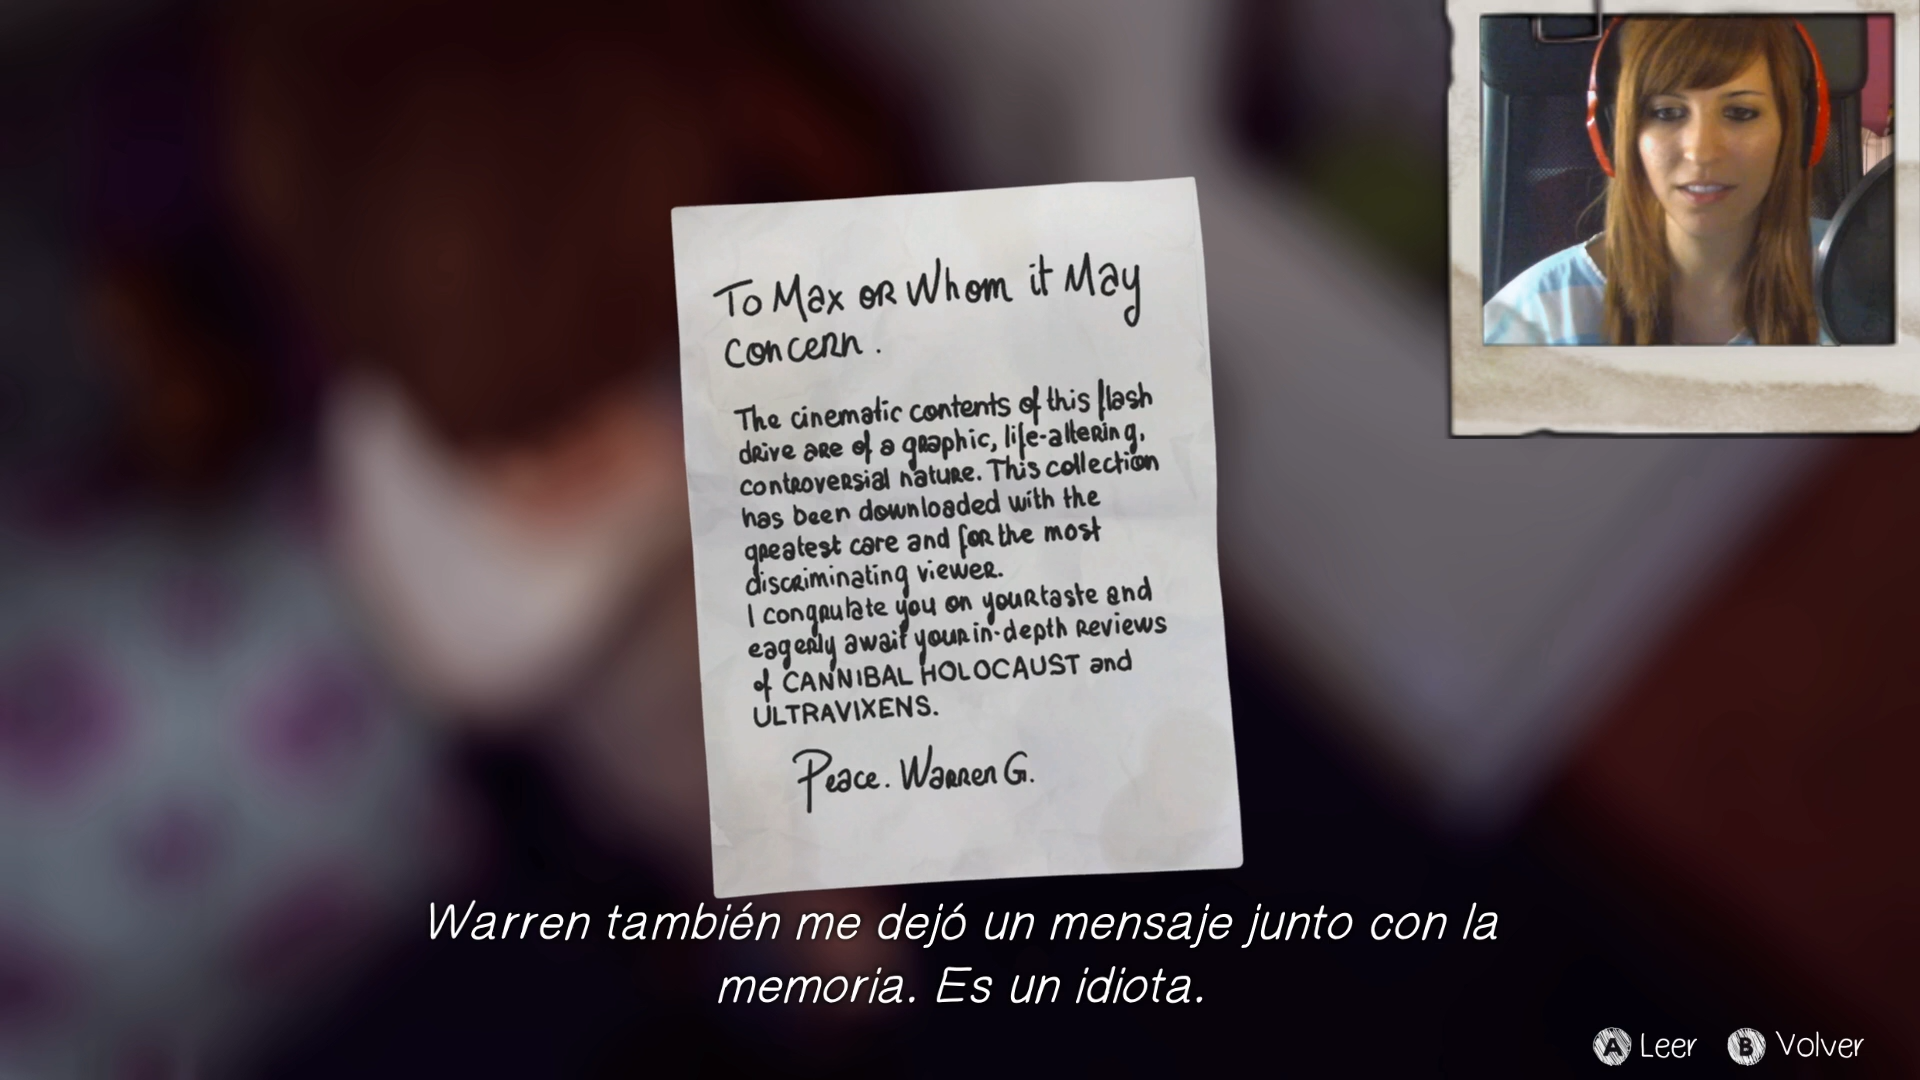 To Max or Whom it May
Concern.
The cinematic contents of this flash
drive are of a graphic, life-altering,
controversial nature. This collection
has been downloaded with the
greatest care and for the most
discriminating viewer.
I congrulate you on your taste and
eagerly await your in-depth reviews
of CANNIBAL HOLOCAUST and
ULTRAVIXENS.
Peace. Warren G.
Warren también me dejó un mensaje junto con la
memoria. Es un idiota.
A Leer B Volver